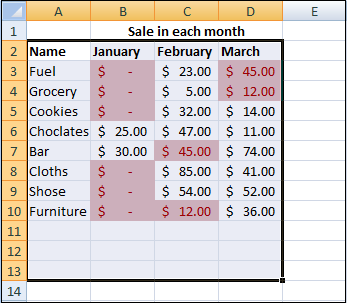 A B C D E
1 Sale in each month
2 Name January February March
3 Fuel $ - $ 23.00 $ 45.00
4 Grocery $ - $ 5.00 $ 12.00
5 Cookies $ - $ 32.00 $ 14.00
6 Choclates $ 25.00 $ 47.00 $ 11.00
7 Bar $ 30.00 $ 45.00 $ 74.00
8 Cloths $ - $ 85.00 $ 41.00
9 Shose $ - $ 54.00 $ 52.00
10 Furniture $ - $ 12.00 $ 36.00
11
12
13
14